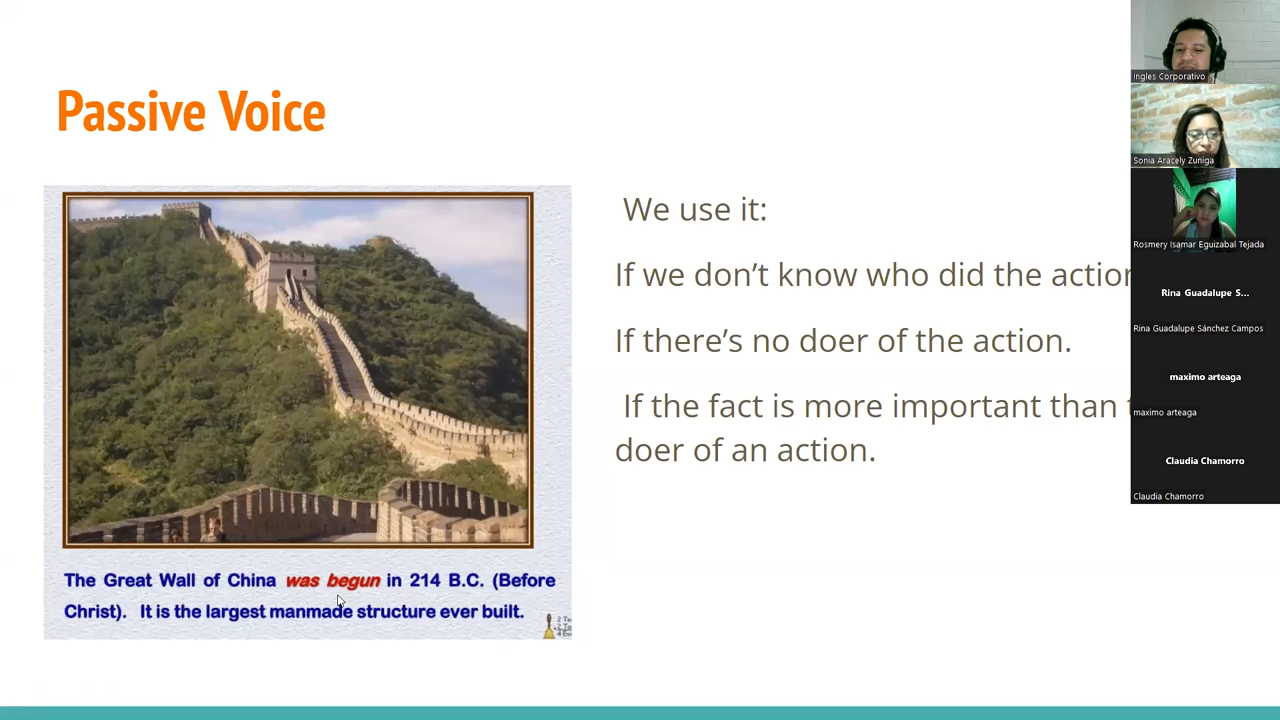 Passive Voice
We use it:
If we don't know who did the action
If there's no doer of the action.
If the fact is more important than
doer of an action.
The Great Wall of China was begun in 214 B.C. (Before
Christ). It is the largest manmade structure ever built.
Ingles Corporativo
Sonia Aracely Zuniga
Rosmery Isamar Eguizabal Tejada
Rina Guadalupe S...
Rina Guadalupe Sánchez Campos
maximo arteaga
maximo arteaga
Claudia Chamorro
Claudia Chamorro